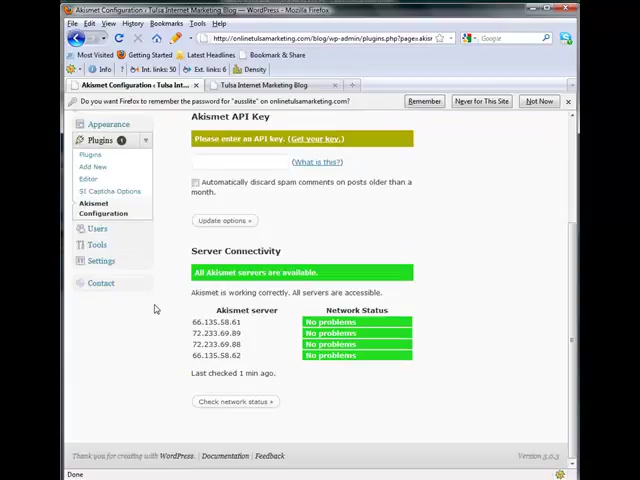 Akismet Configuration ‹ Tulsa Internet Marketing Blog — WordPress - Mozilla Firefox
File Edit View History Bookmarks Tools Help
http://onlinetulsamarketing.com/blog/wp-admin/plugins.php?page=akisr
Google
Most Visited Getting Started Latest Headlines Bookmark & Share
Info Int. links: 50 Ext. links: 6 Density
Akismet Configuration ‹ Tulsa Int...
Tulsa Internet Marketing Blog
Do you want Firefox to remember the password for "ausslite" on onlinetulsamarketing.com?
Remember
Never for This Site
Not Now
Appearance
Plugins 1
Plugins
Add New
Editor
SI Captcha Options
Akismet
Configuration
Users
Tools
Settings
Contact
Akismet API Key
Please enter an API key. (Get your key.)
(What is this?)
Automatically discard spam comments on posts older than a
month.
Update options »
Server Connectivity
All Akismet servers are available.
Akismet is working correctly. All servers are accessible.
Akismet server Network Status
66.135.58.61 No problems
72.233.69.89 No problems
72.233.69.88 No problems
66.135.58.62 No problems
Last checked 1 min ago.
Check network status »
Thank you for creating with WordPress. | Documentation | Feedback
Version 3.0.3
Done